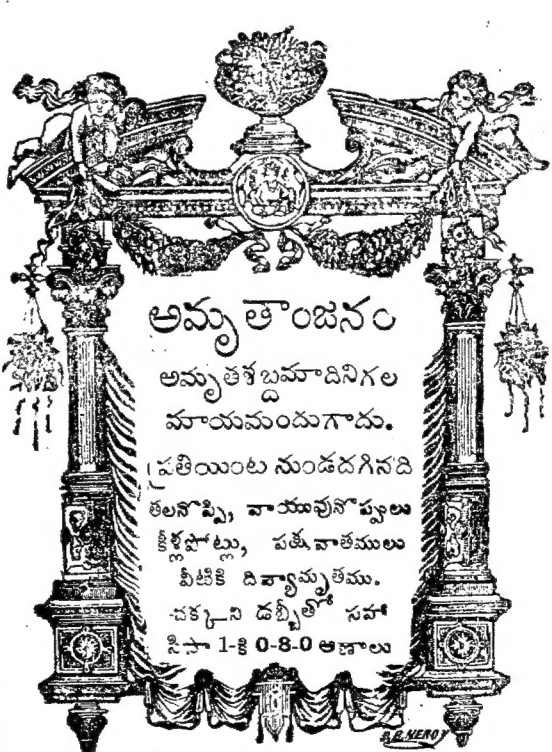 అమృతాంజనం
అమృతశబ్దమాదినిగల
మాయమందుగాదు.
ప్రతియింట నుండదగినది
తలనొప్పి, వాయువునొప్పులు
కీళ్లపోట్లు, పక్షవాతములు
వీటికి దివ్యామృతము.
చక్కని డబ్బీతో సహా
సీసా 1-కి 0-8-0 అణాలు